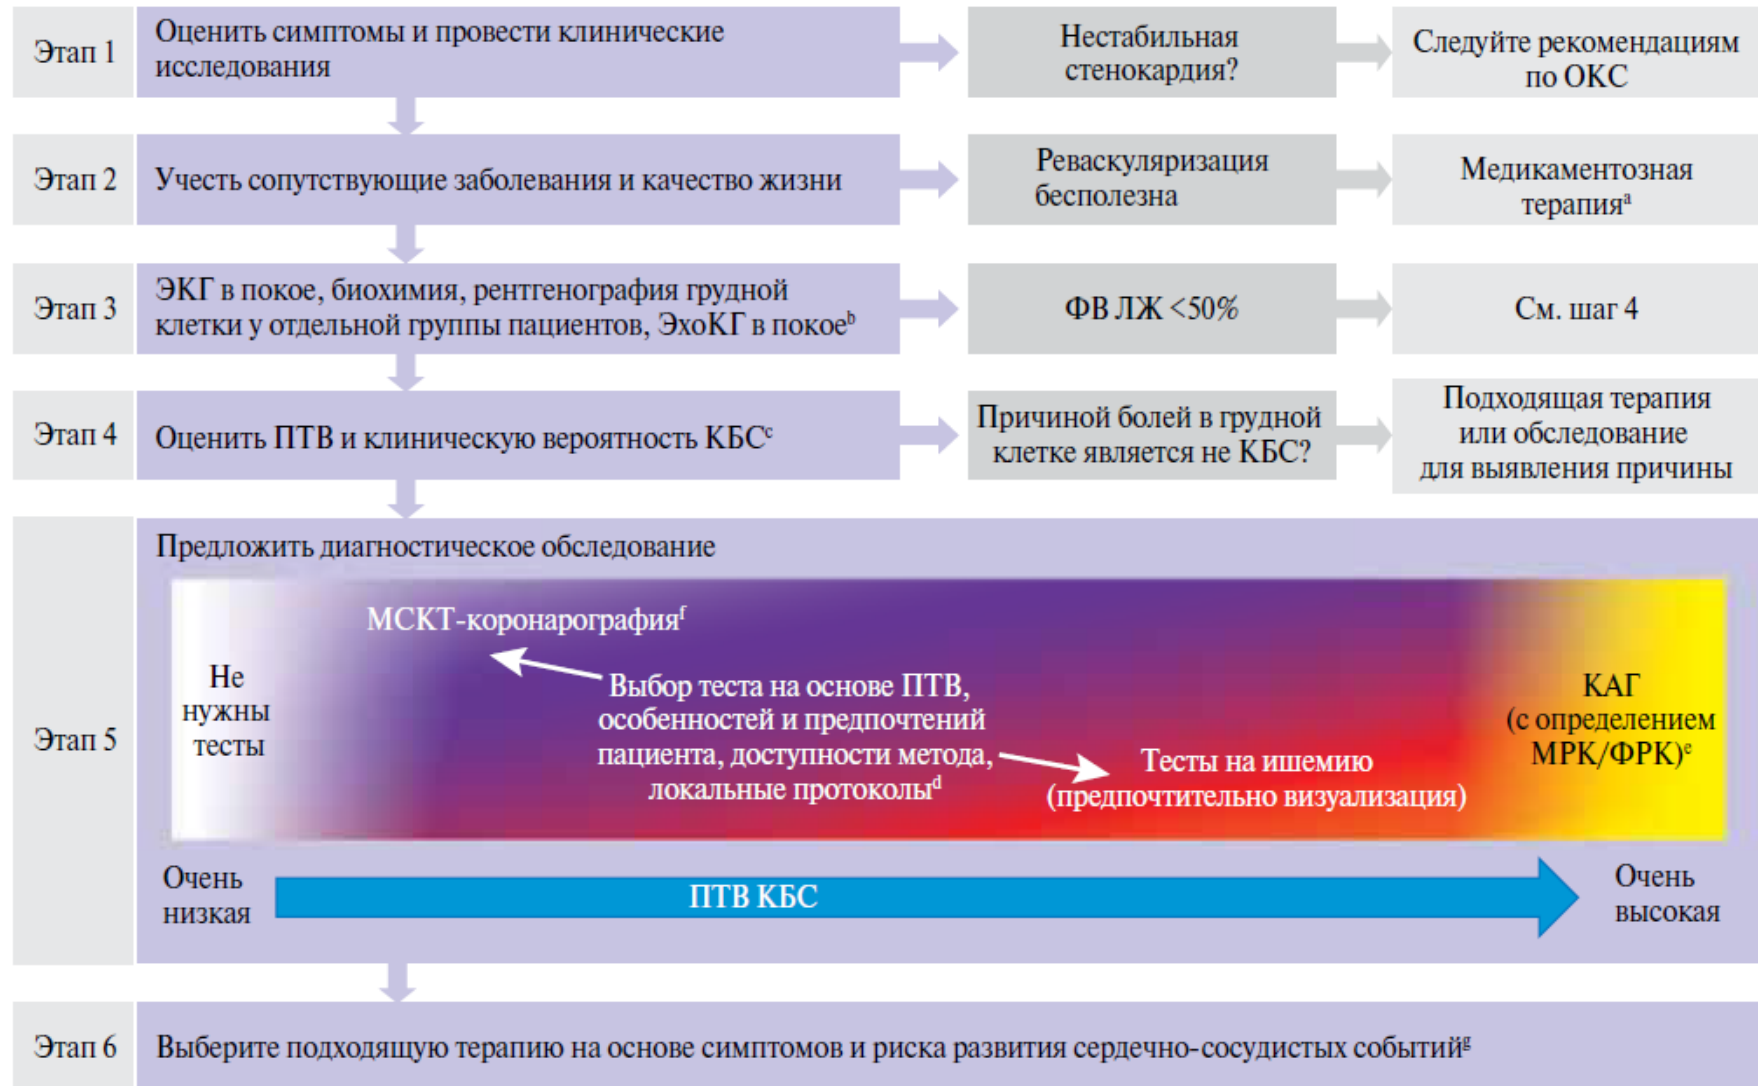 Этап 1
Оценить симптомы и провести клинические
исследования
Нестабильная
стенокардия?
Следуйте рекомендациям
по ОКС
Этап 2
Учесть сопутствующие заболевания и качество жизни
Реваскуляризация
бесполезна
Медикаментозная
терапияᵃ
Этап 3
ЭКГ в покое, биохимия, рентгенография грудной
клетки у отдельной группы пациентов, ЭхоКГ в покоеᵇ
ФВ ЛЖ <50%
См. шаг 4
Этап 4
Оценить ПТВ и клиническую вероятность КБСᶜ
Причиной болей в грудной
клетке является не КБС?
Подходящая терапия
или обследование
для выявления причины
Этап 5
Предложить диагностическое обследование
Не
нужны
тесты
МСКТ-коронарографияᶠ
Выбор теста на основе ПТВ,
особенностей и предпочтений
пациента, доступности метода,
локальные протоколыᵈ
Тесты на ишемию
(предпочтительно визуализация)
КАГ
(с определением
МРК/ФРК)ᵉ
Очень
низкая
ПТВ КБС
Очень
высокая
Этап 6
Выберите подходящую терапию на основе симптомов и риска развития сердечно-сосудистых событийᵍ